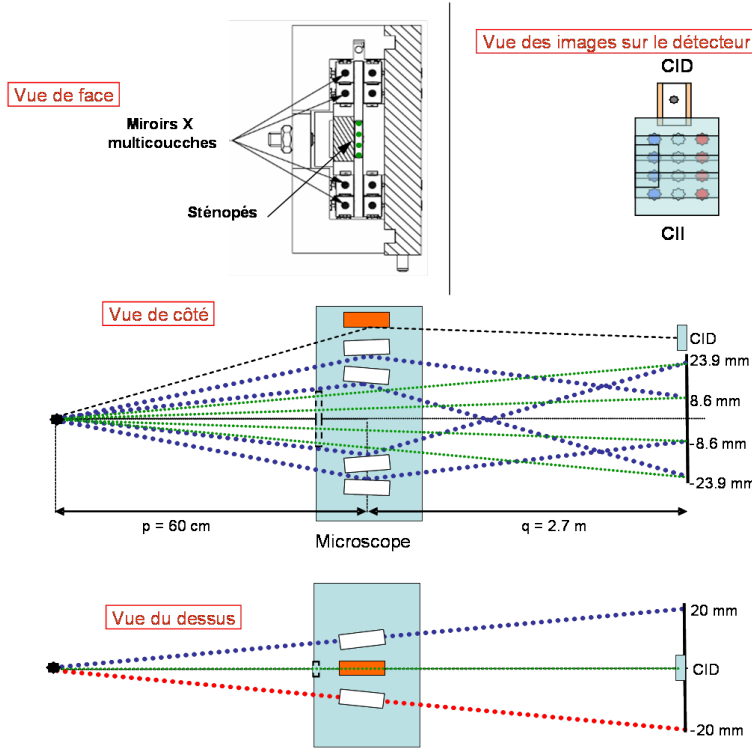 Vue de face
Miroirs X
multicoucches
Sténopés
Vue des images sur le détecteur
CID
CII
Vue de côté
CID
23.9 mm
8.6 mm
-8.6 mm
-23.9 mm
p = 60 cm
q = 2.7 m
Microscope
Vue du dessus
20 mm
CID
-20 mm